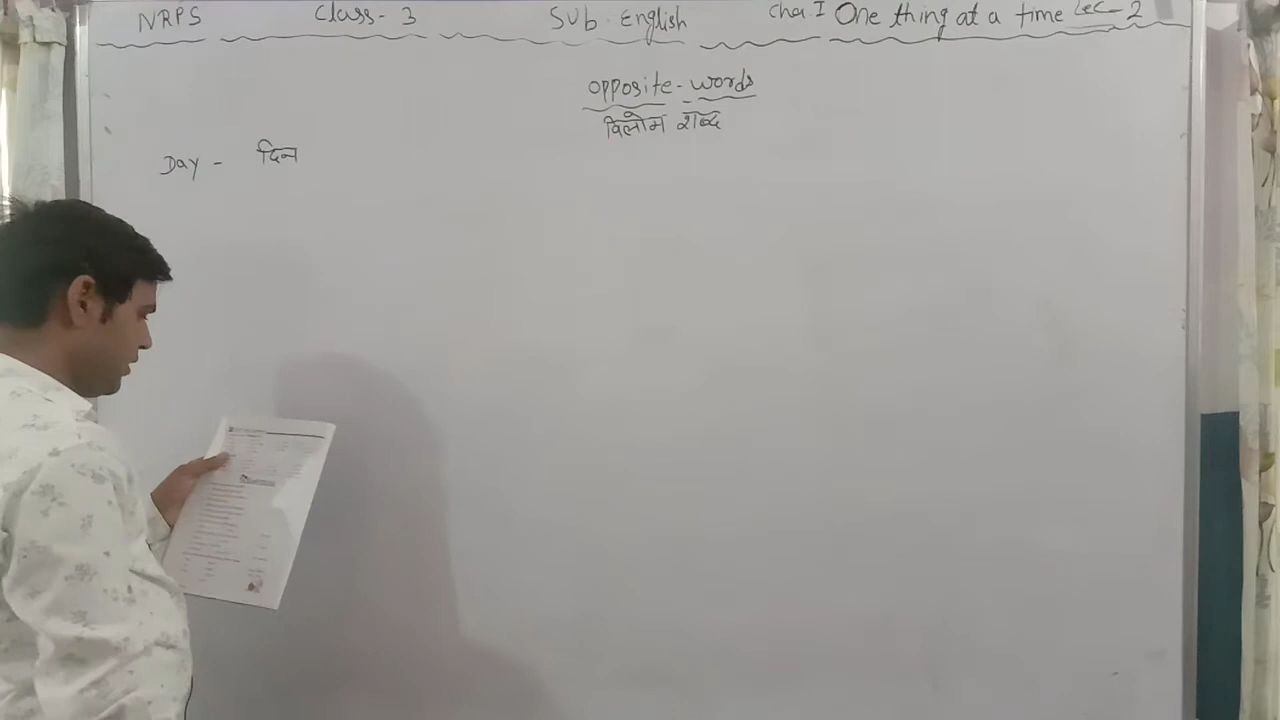 NRPS Class- 3 Sub. English Cha. I One thing at a time Lec- 2
Opposite-words
विलोम शब्द
Day - दिन